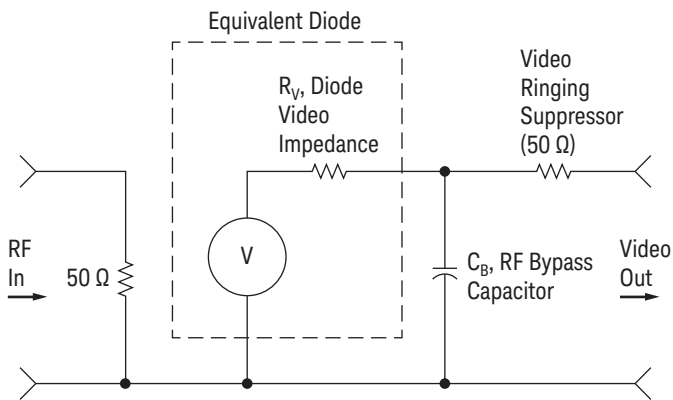 Equivalent Diode
R_V, Diode
Video
Impedance
Video
Ringing
Suppressor
(50 Ω)
RF
In
50 Ω
V
C_B, RF Bypass
Capacitor
Video
Out